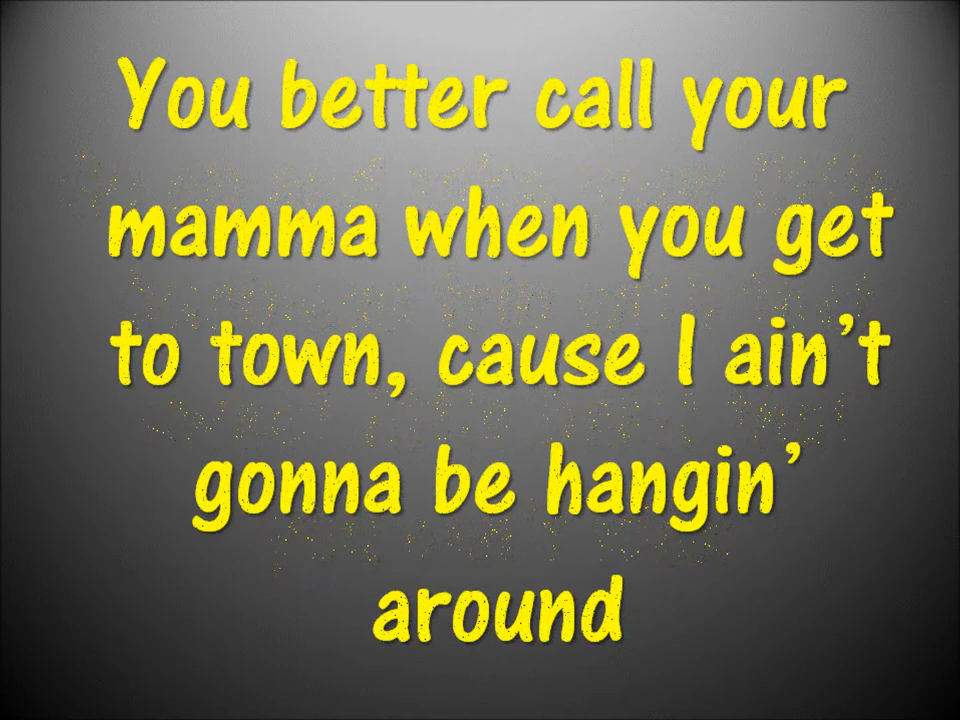 You better call your
mamma when you get
to town, cause I ain't
gonna be hangin'
around